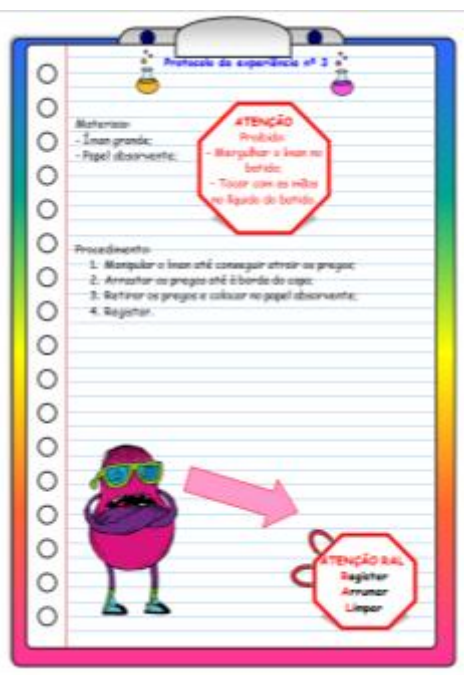 Protocolo da experiência nº 3
Materiais:
- Íman grande;
- Papel absorvente;
ATENÇÃO
Proibido:
- Mergulhar o íman no
batido;
- Tocar com as mãos
no líquido do batido.
Procedimento:
1. Manipular o íman até conseguir atrair os pregos;
2. Arrastar os pregos até à borda do copo;
3. Retirar os pregos e colocar no papel absorvente;
4. Registar.
ATENÇÃO RAL
Registar
Arrumar
Limpar